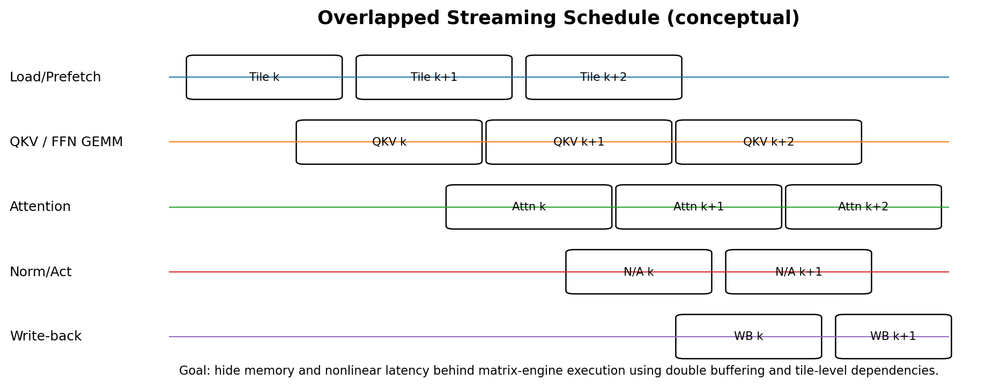 Overlapped Streaming Schedule (conceptual)
Load/Prefetch Tile k Tile k+1 Tile k+2
QKV / FFN GEMM QKV k QKV k+1 QKV k+2
Attention Attn k Attn k+1 Attn k+2
Norm/Act N/A k N/A k+1
Write-back WB k WB k+1
Goal: hide memory and nonlinear latency behind matrix-engine execution using double buffering and tile-level dependencies.